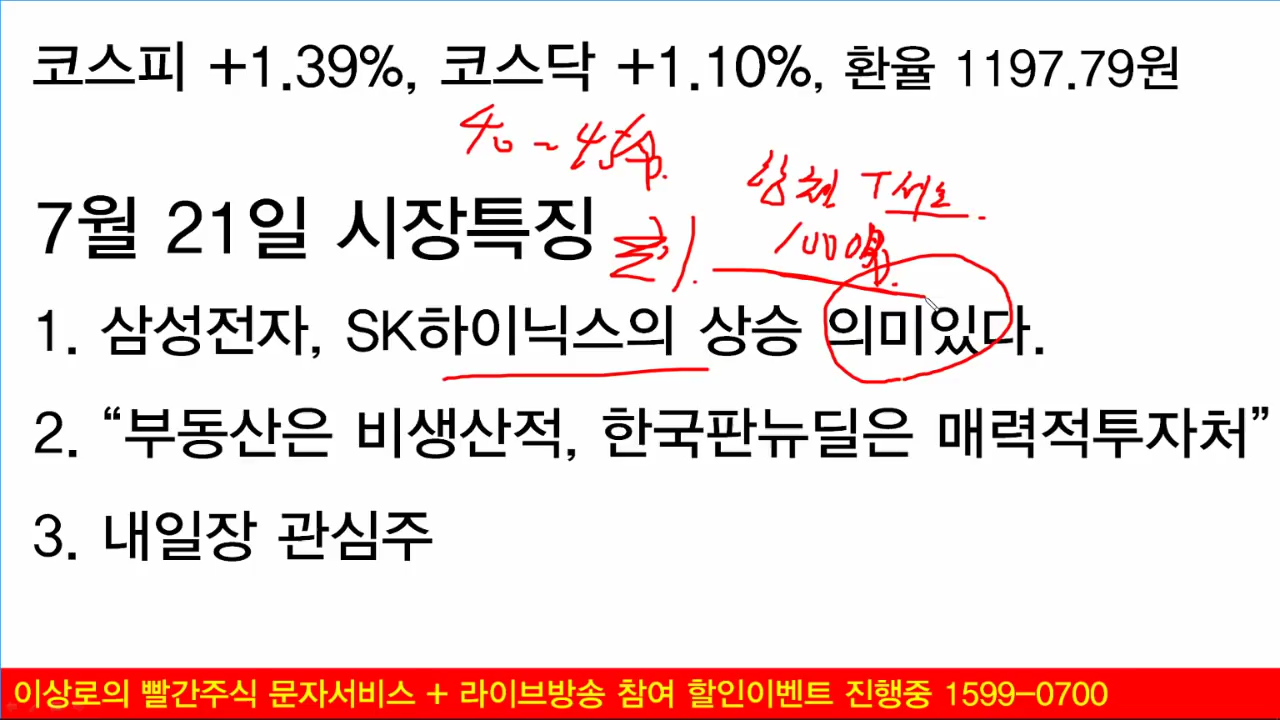 코스피 +1.39%, 코스닥 +1.10%, 환율 1197.79원
40~45
7월 21일 시장특징
100
1. 삼성전자, SK하이닉스의 상승 의미있다.
2. “부동산은 비생산적, 한국판뉴딜은 매력적투자처”
3. 내일장 관심주
이상로의 빨간주식 문자서비스 + 라이브방송 참여 할인이벤트 진행중 1599-0700